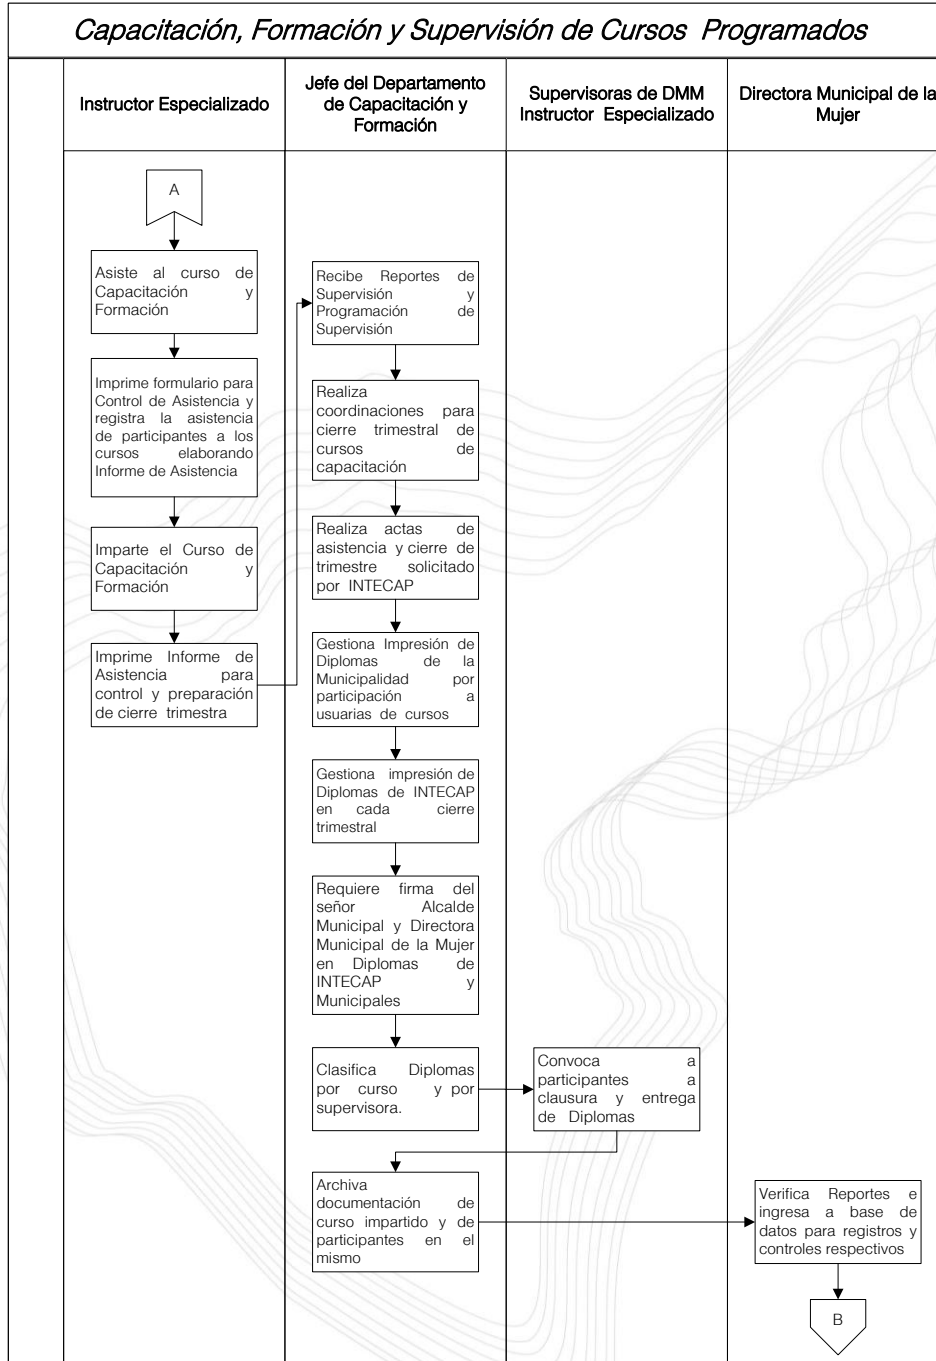 Capacitación, Formación y Supervisión de Cursos Programados
Instructor Especializado
Jefe del Departamento
de Capacitación y
Formación
Supervisoras de DMM
Instructor Especializado
Directora Municipal de la
Mujer
A
Asiste al curso de
Capacitación y
Formación
Imprime formulario para
Control de Asistencia y
registra la asistencia
de participantes a los
cursos elaborando
Informe de Asistencia
Imparte el Curso de
Capacitación y
Formación
Imprime Informe de
Asistencia para
control y preparación
de cierre trimestra
Recibe Reportes de
Supervisión y
Programación de
Supervisión
Realiza
coordinaciones para
cierre trimestral de
cursos de
capacitación
Realiza actas de
asistencia y cierre de
trimestre solicitado
por INTECAP
Gestiona Impresión de
Diplomas de la
Municipalidad por
participación a
usuarias de cursos
Gestiona impresión de
Diplomas de INTECAP
en cada cierre
trimestral
Requiere firma del
señor Alcalde
Municipal y Directora
Municipal de la Mujer
en Diplomas de
INTECAP y
Municipales
Clasifica Diplomas
por curso y por
supervisora.
Convoca a
participantes a
clausura y entrega
de Diplomas
Archiva
documentación de
curso impartido y de
participantes en el
mismo
Verifica Reportes e
ingresa a base de
datos para registros y
controles respectivos
B